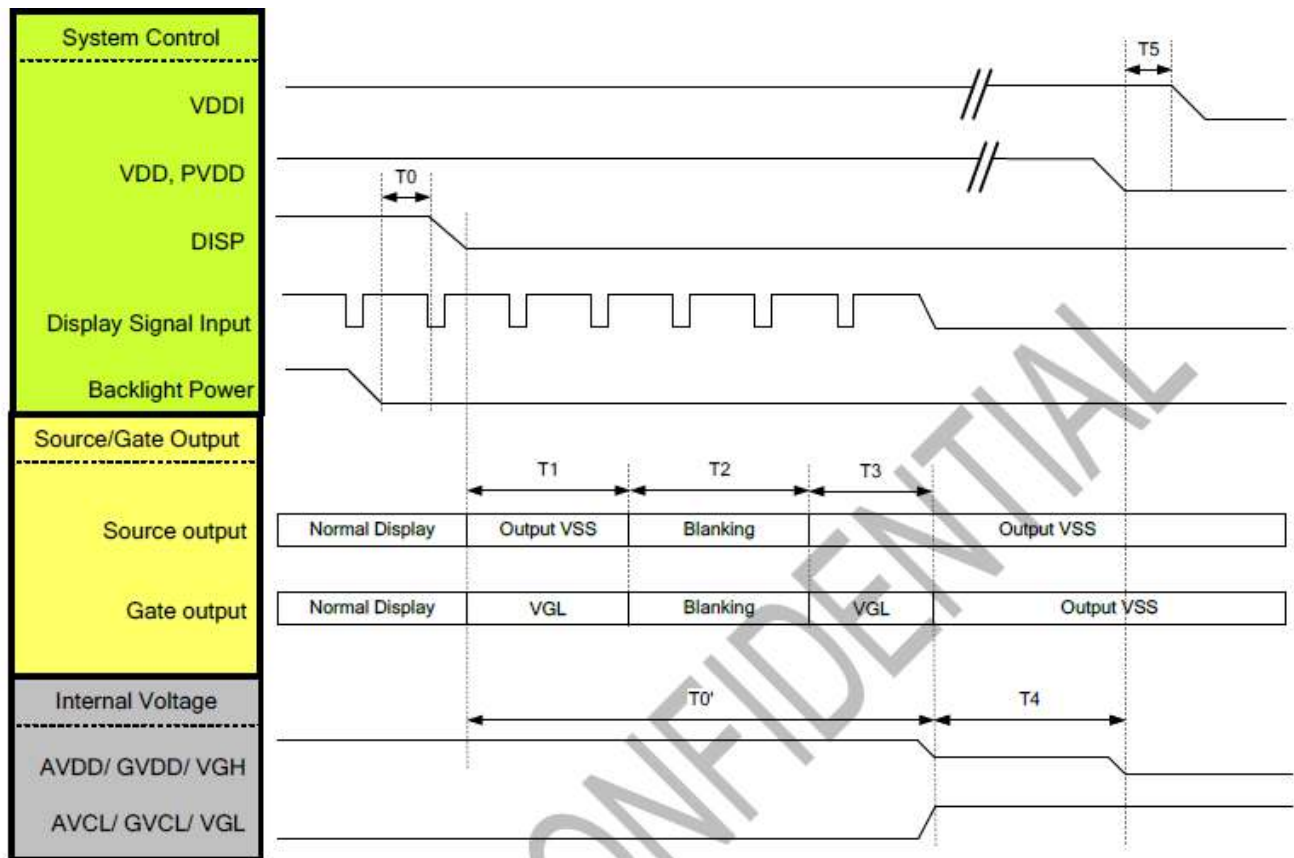 System Control
T5
VDDI
VDD, PVDD
T0
DISP
Display Signal Input
Backlight Power
Source/Gate Output
T1 T2 T3
Source output Normal Display Output VSS Blanking Output VSS
Gate output Normal Display VGL Blanking VGL Output VSS
Internal Voltage
T0' T4
AVDD/ GVDD/ VGH
AVCL/ GVCL/ VGL
CONFIDENTIAL